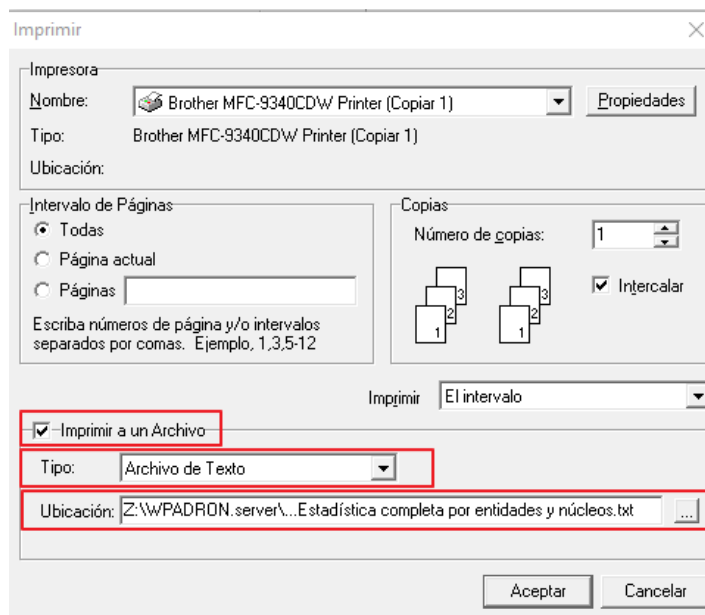 Imprimir
Impresora
Nombre: Brother MFC-9340CDW Printer (Copiar 1) Propiedades
Tipo: Brother MFC-9340CDW Printer (Copiar 1)
Ubicación:
Intervalo de Páginas
Todas
Página actual
Páginas
Escriba números de página y/o intervalos
separados por comas. Ejemplo, 1,3,5-12
Copias
Número de copias: 1
Intercalar
1 2 3 1 2 3
Imprimir El intervalo
Imprimir a un Archivo
Tipo: Archivo de Texto
Ubicación: Z:\WPADRON.server\...Estadística completa por entidades y núcleos.txt ...
Aceptar Cancelar